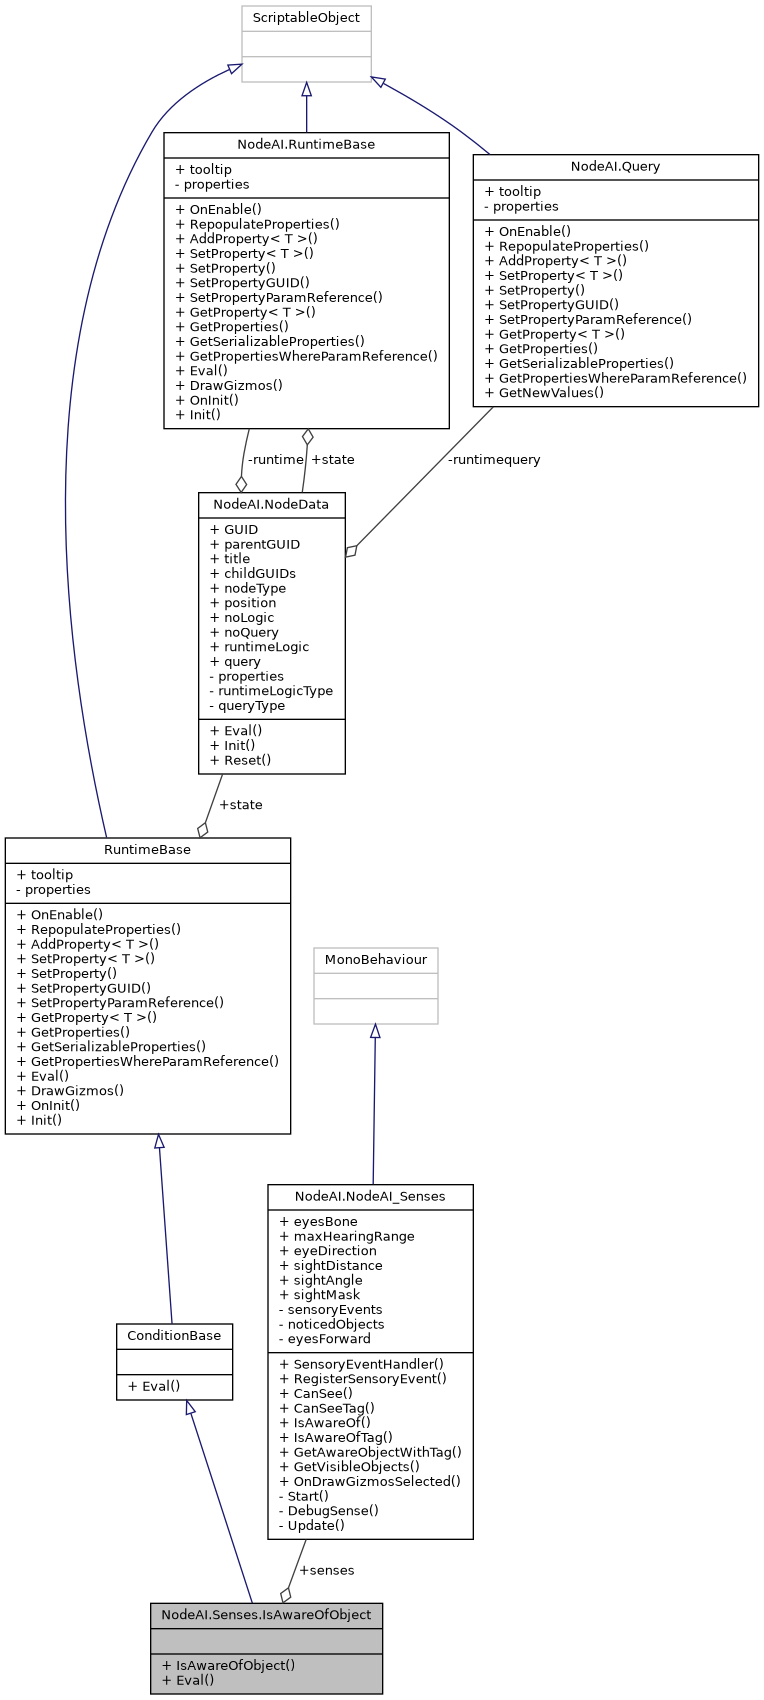 ScriptableObject
NodeAI.RuntimeBase
+ tooltip
- properties
+ OnEnable()
+ RepopulateProperties()
+ AddProperty< T >()
+ SetProperty< T >()
+ SetProperty()
+ SetPropertyGUID()
+ SetPropertyParamReference()
+ GetProperty< T >()
+ GetProperties()
+ GetSerializableProperties()
+ GetPropertiesWhereParamReference()
+ Eval()
+ DrawGizmos()
+ OnInit()
+ Init()
NodeAI.Query
+ tooltip
- properties
+ OnEnable()
+ RepopulateProperties()
+ AddProperty< T >()
+ SetProperty< T >()
+ SetProperty()
+ SetPropertyGUID()
+ SetPropertyParamReference()
+ GetProperty< T >()
+ GetProperties()
+ GetSerializableProperties()
+ GetPropertiesWhereParamReference()
+ GetNewValues()
-runtime
+state
-runtimequery
NodeAI.NodeData
+ GUID
+ parentGUID
+ title
+ childGUIDs
+ nodeType
+ position
+ noLogic
+ noQuery
+ runtimeLogic
+ query
- properties
- runtimeLogicType
- queryType
+ Eval()
+ Init()
+ Reset()
+state
RuntimeBase
+ tooltip
- properties
+ OnEnable()
+ RepopulateProperties()
+ AddProperty< T >()
+ SetProperty< T >()
+ SetProperty()
+ SetPropertyGUID()
+ SetPropertyParamReference()
+ GetProperty< T >()
+ GetProperties()
+ GetSerializableProperties()
+ GetPropertiesWhereParamReference()
+ Eval()
+ DrawGizmos()
+ OnInit()
+ Init()
MonoBehaviour
NodeAI.NodeAI_Senses
+ eyesBone
+ maxHearingRange
+ eyeDirection
+ sightDistance
+ sightAngle
+ sightMask
- sensoryEvents
- noticedObjects
- eyesForward
+ SensoryEventHandler()
+ RegisterSensoryEvent()
+ CanSee()
+ CanSeeTag()
+ IsAwareOf()
+ IsAwareOfTag()
+ GetAwareObjectWithTag()
+ GetVisibleObjects()
+ OnDrawGizmosSelected()
- Start()
- DebugSense()
- Update()
ConditionBase
+ Eval()
+senses
NodeAI.Senses.IsAwareOfObject
+ IsAwareOfObject()
+ Eval()